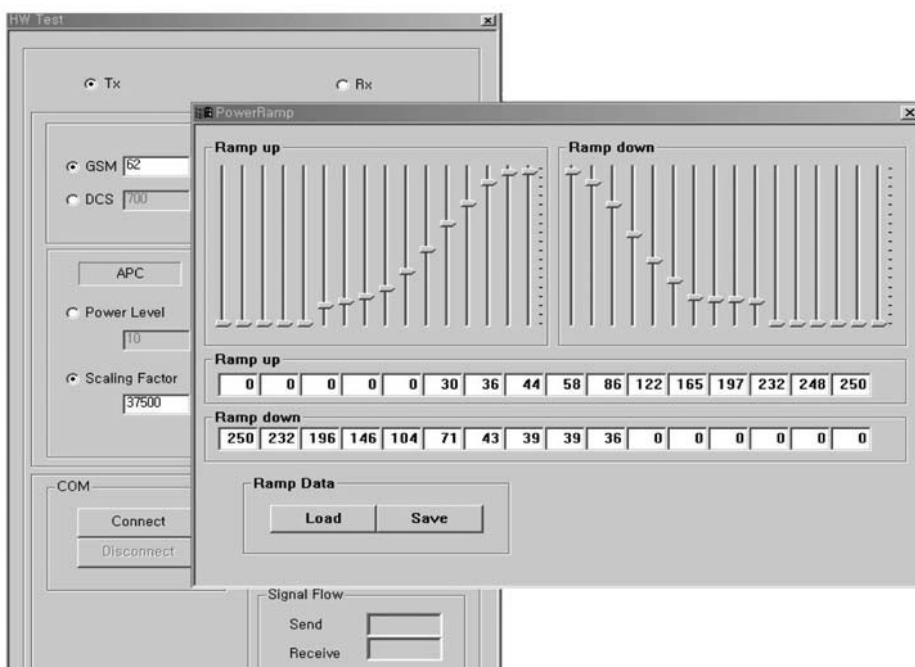 HW Test
Tx
Rx
PowerRamp
Ramp up
Ramp down
GSM 62
DCS 700
APC
Power Level
10
Scaling Factor
37500
Ramp up
0 0 0 0 0 30 36 44 58 86 122 165 197 232 248 250
Ramp down
250 232 196 146 104 71 43 39 39 36 0 0 0 0 0 0
Ramp Data
Load Save
COM
Connect
Disconnect
Signal Flow
Send
Receive